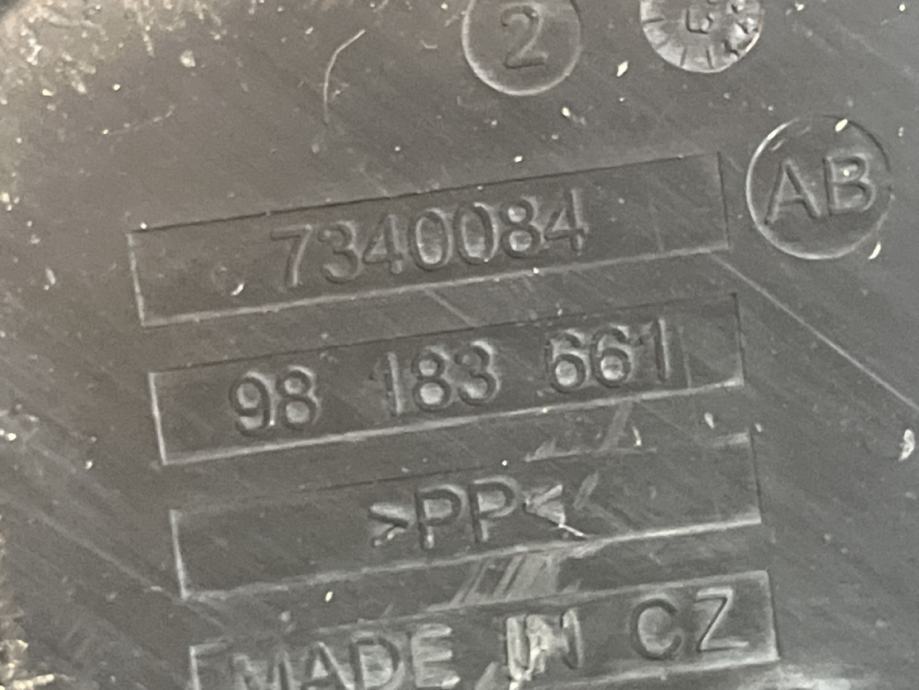 2
AB
7340084
98 183 661
>PP<
MADE IN CZ